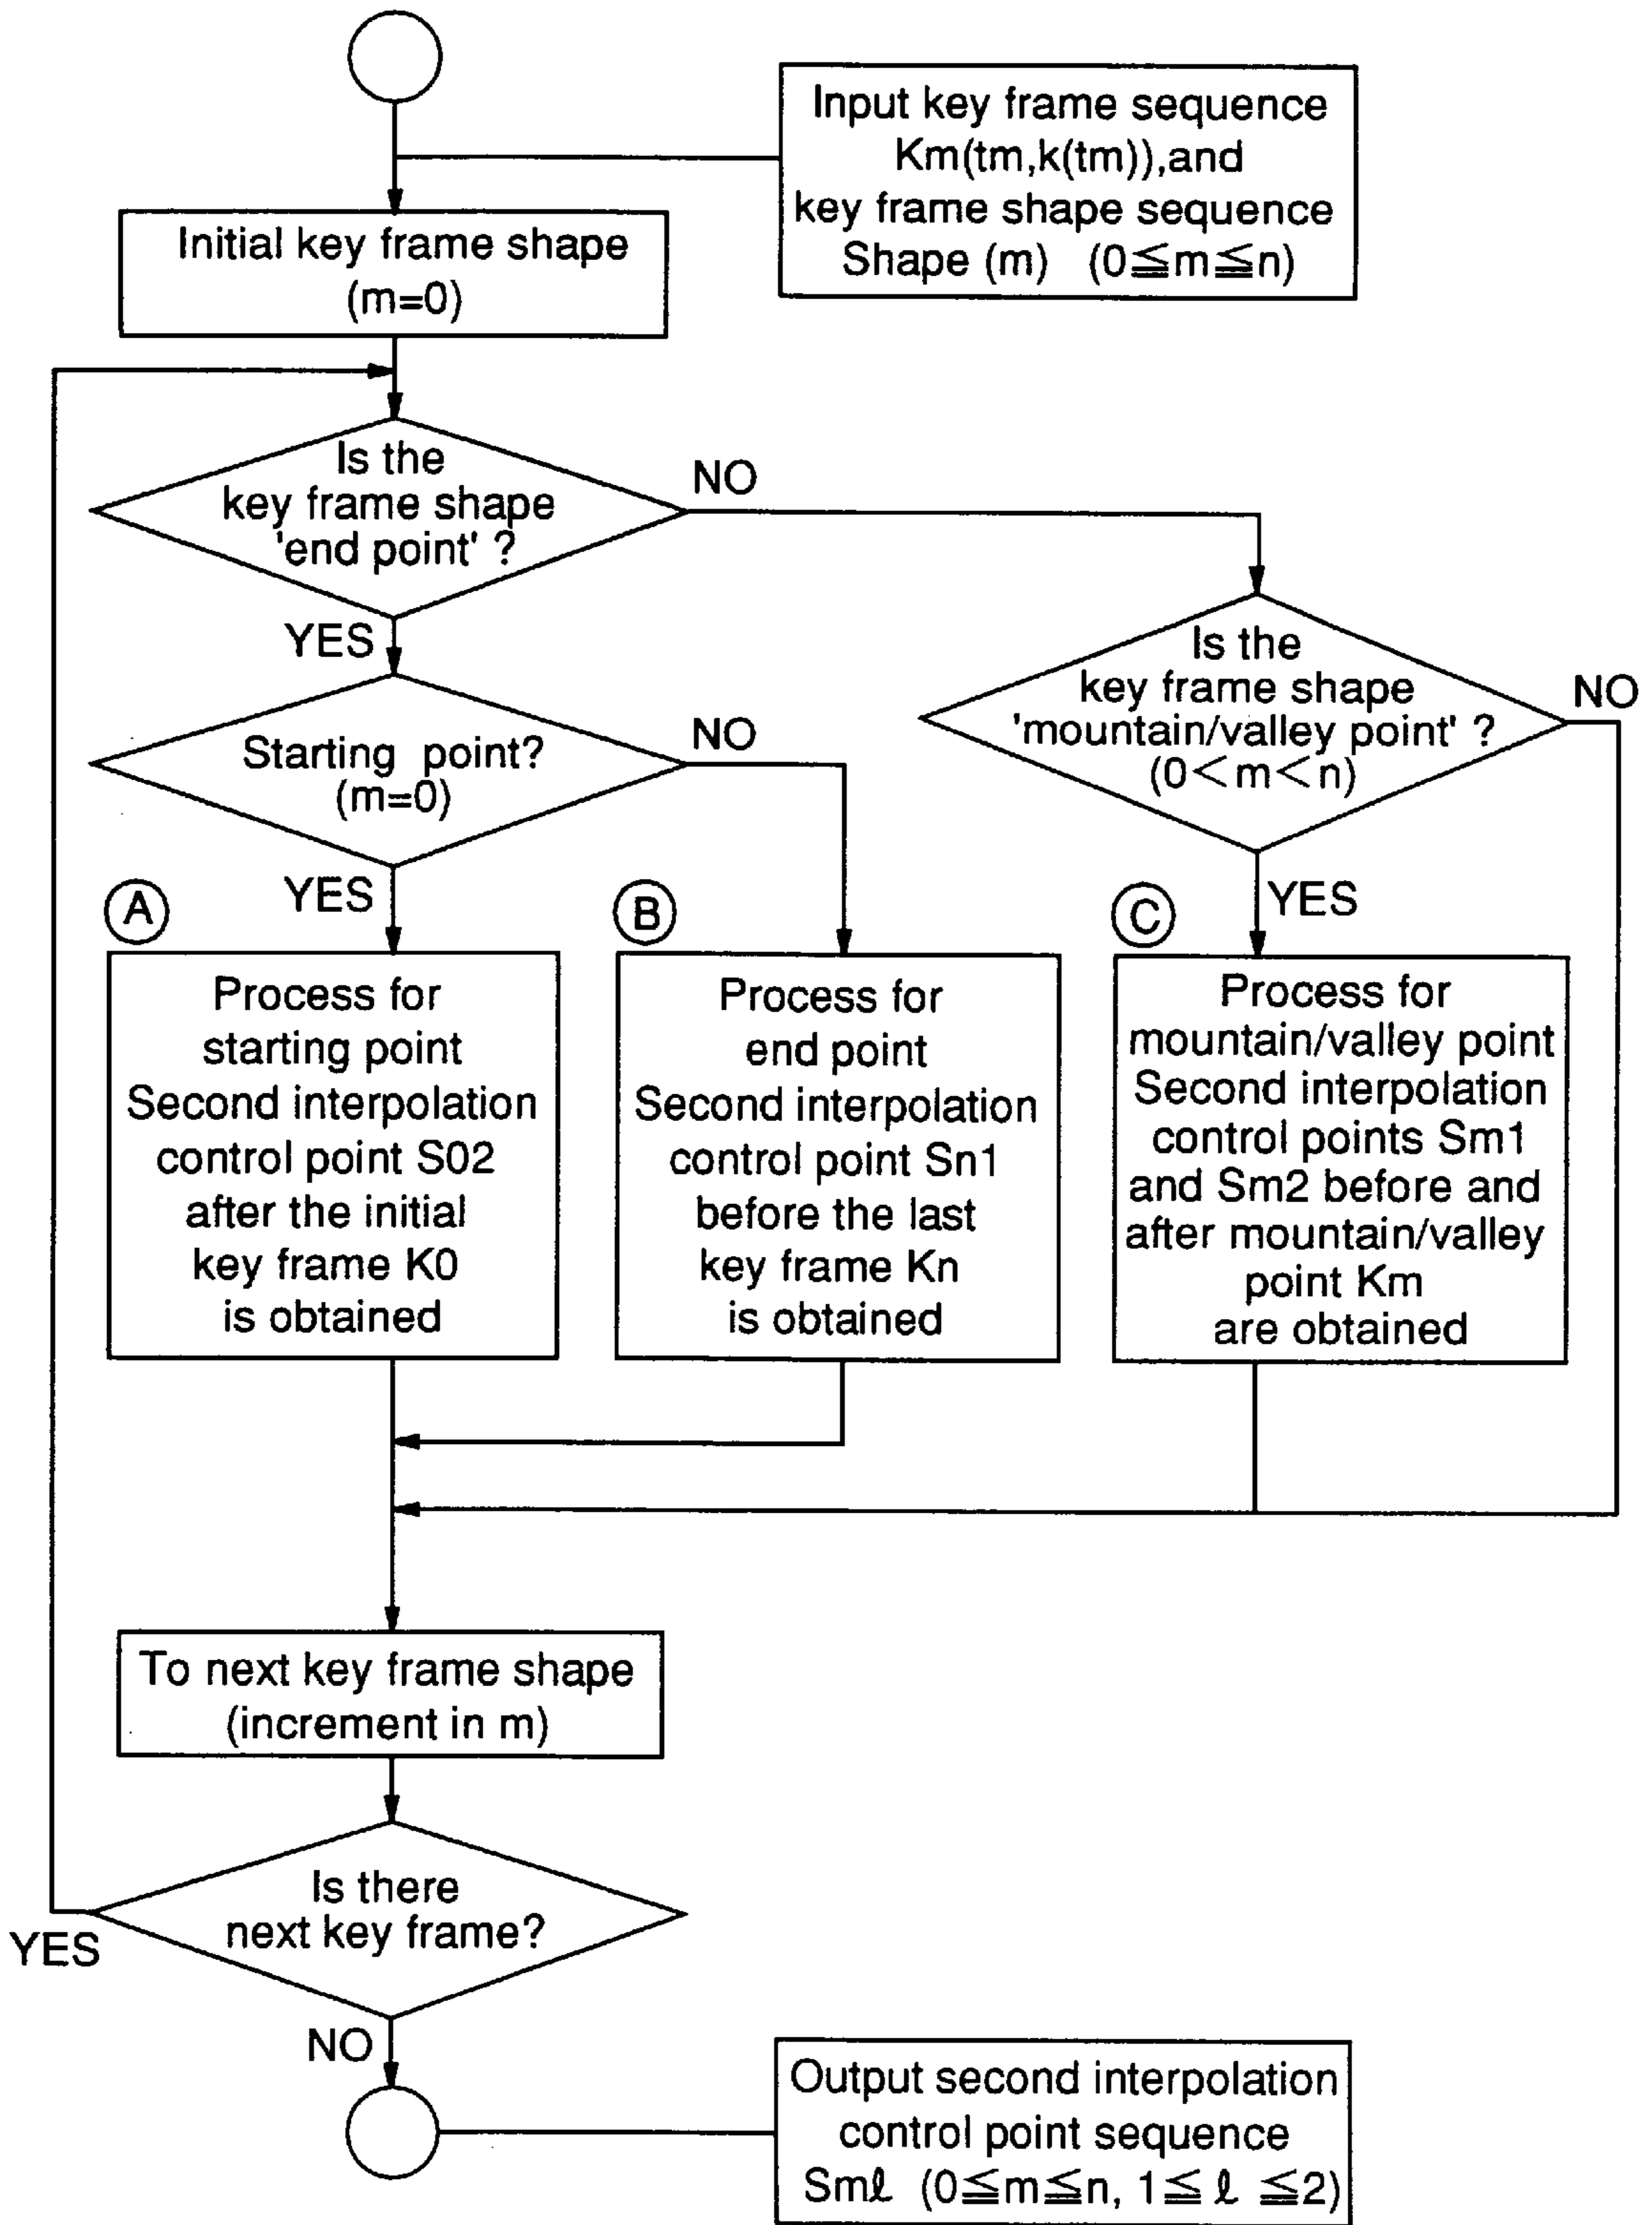 Input key frame sequence
Km(tm,k(tm)),and
key frame shape sequence
Shape (m) (0≦m≦n)
Initial key frame shape
(m=0)
Is the
key frame shape
'end point' ?
NO
YES
Is the
key frame shape
'mountain/valley point' ?
(0<m<n)
NO
Starting point?
(m=0)
NO
YES
YES
A
B
C
Process for
starting point
Second interpolation
control point S02
after the initial
key frame K0
is obtained
Process for
end point
Second interpolation
control point Sn1
before the last
key frame Kn
is obtained
Process for
mountain/valley point
Second interpolation
control points Sm1
and Sm2 before and
after mountain/valley
point Km
are obtained
To next key frame shape
(increment in m)
Is there
next key frame?
YES
NO
Output second interpolation
control point sequence
Smℓ (0≦m≦n, 1≦ ℓ ≦2)